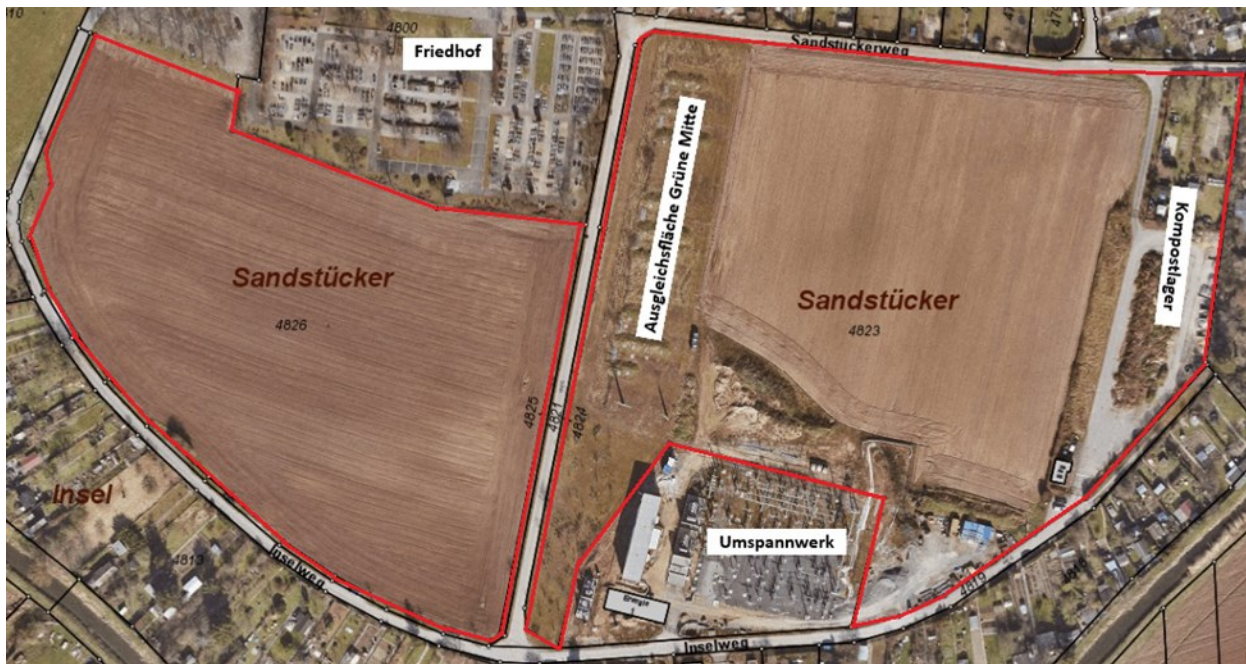 4800
Friedhof
Sandstückerweg
Ausgleichsfläche Grüne Mitte
Kompostlager
Sandstücker
4826
Sandstücker
4823
4825
4821
4824
Insel
4813
Inselweg
Umspannwerk
4819
4818
Inselweg